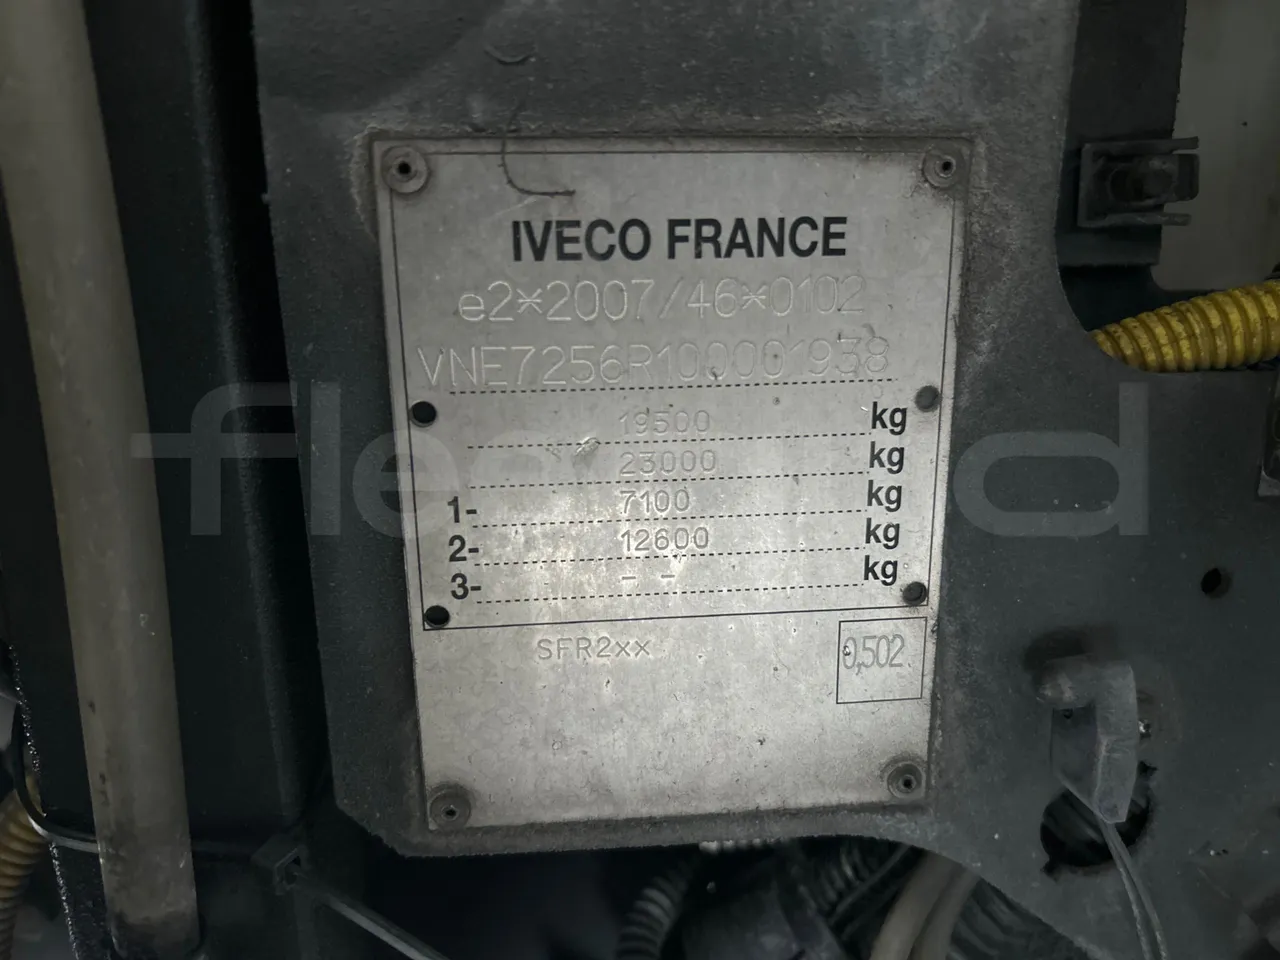 IVECO FRANCE
e2*2007/46*0102
VNE7256R100001938
19500 kg
23000 kg
1- 7100 kg
2- 12600 kg
3- - - kg
SFR2xx
0,502